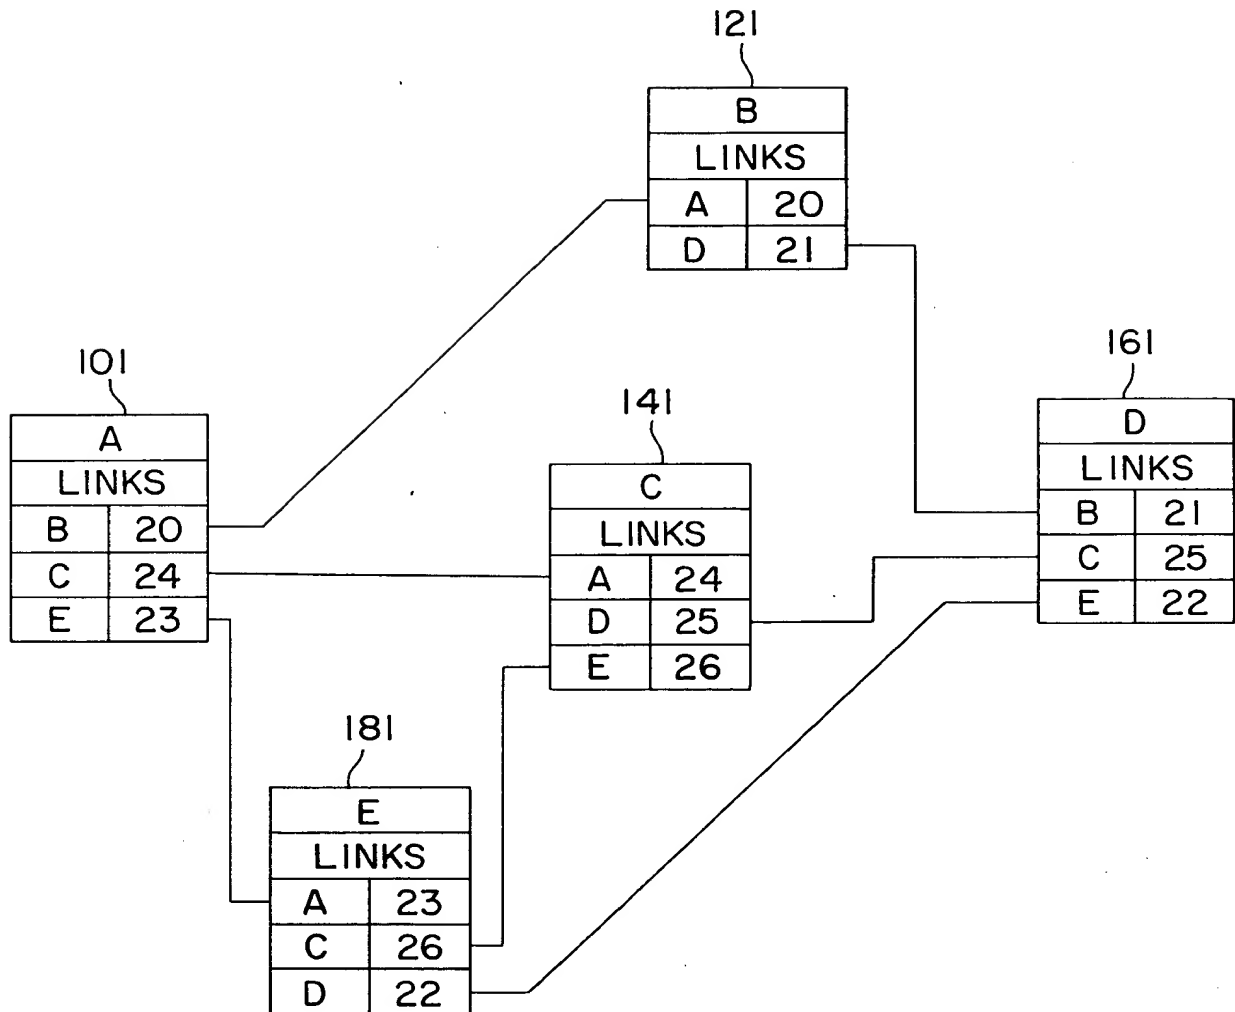 121
B
LINKS
A 20
D 21
101
A
LINKS
B 20
C 24
E 23
141
C
LINKS
A 24
D 25
E 26
161
D
LINKS
B 21
C 25
E 22
181
E
LINKS
A 23
C 26
D 22